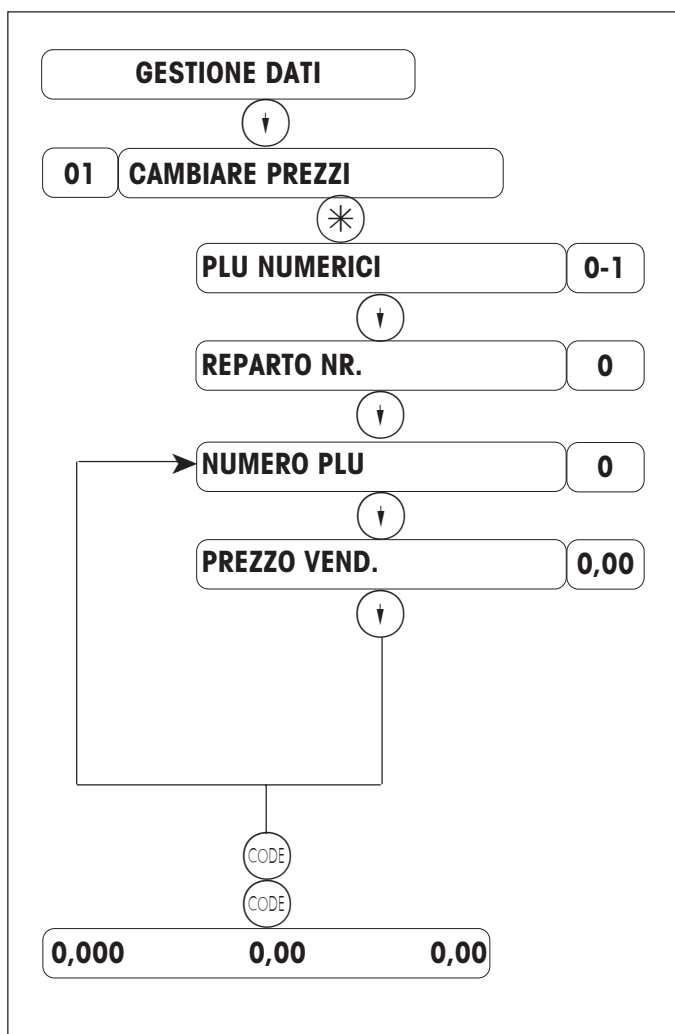 GESTIONE DATI
01 CAMBIARE PREZZI
PLU NUMERICI 0-1
REPARTO NR. 0
NUMERO PLU 0
PREZZO VEND. 0,00
CODE
CODE
0,000 0,00 0,00